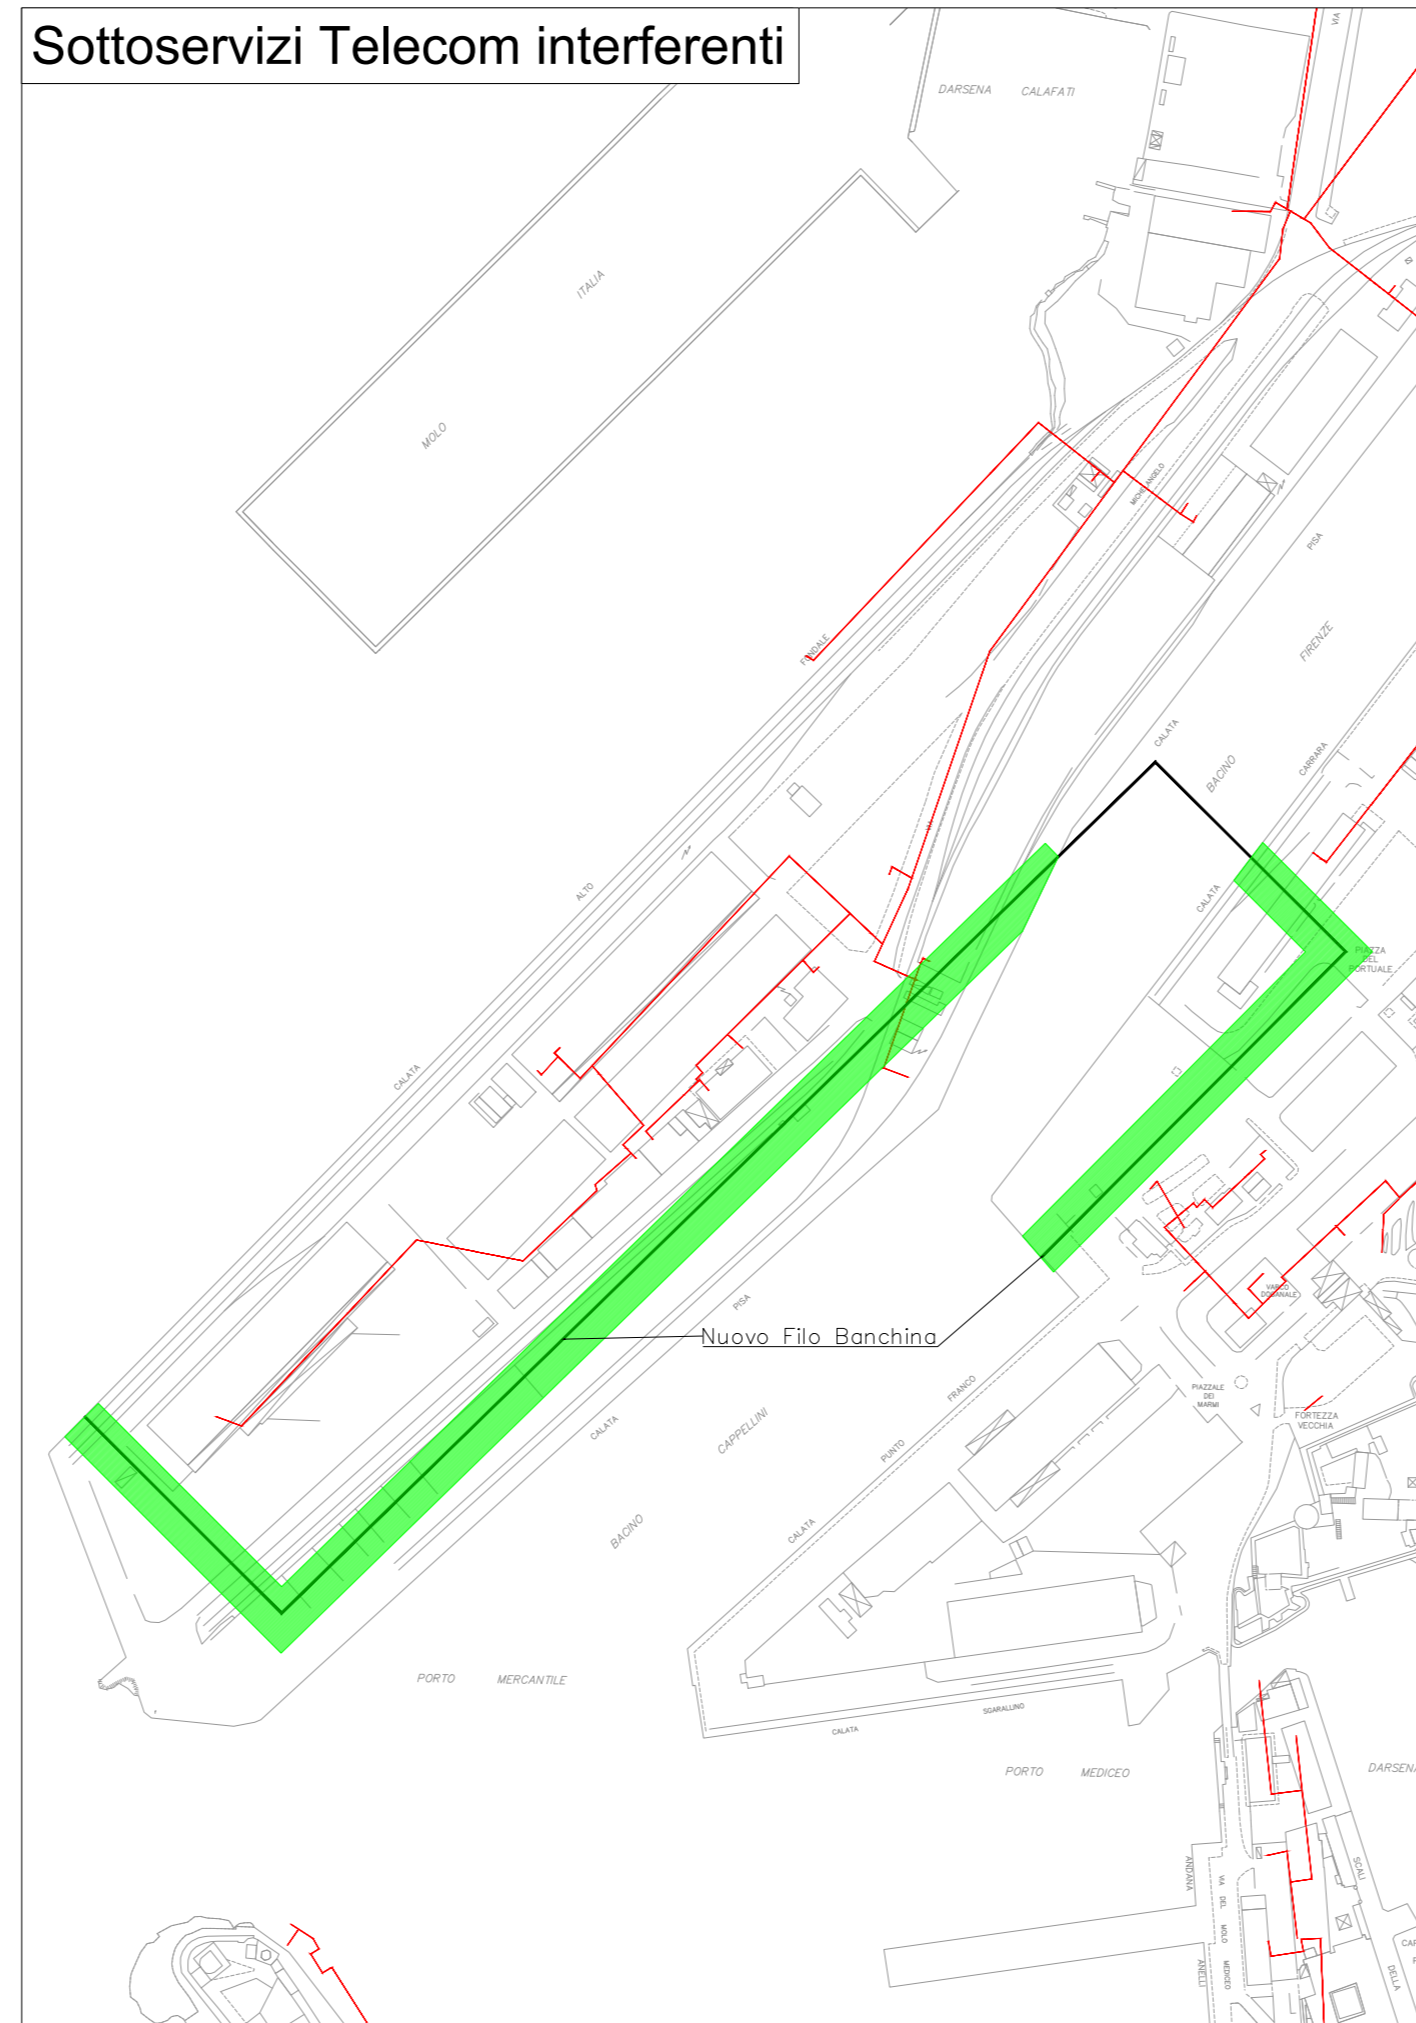 Sottoservizi Telecom interferenti
VIA
DARSENA CALAFATI
ITALIA
MOLO
MICHELANGELO
PISA
FONDALE
FIRENZE
CALATA
BACINO
CARRARA
ALTO
CALATA
PIAZZA
DEL
PORTUALE
CALATA
VARCO
DOGANALE
PISA
Nuovo Filo Banchina
PIAZZALE
DEI
MARMI
FRANCO
FORTEZZA
VECCHIA
CALATA
CAPPELLINI
PUNTO
BACINO
CALATA
PORTO MERCANTILE
SGARALLINO
CALATA
PORTO MEDICEO
DARSENA
ANDANA
ANELLI
VIA DEL MOLO MEDICEO
SCALI
DELLA